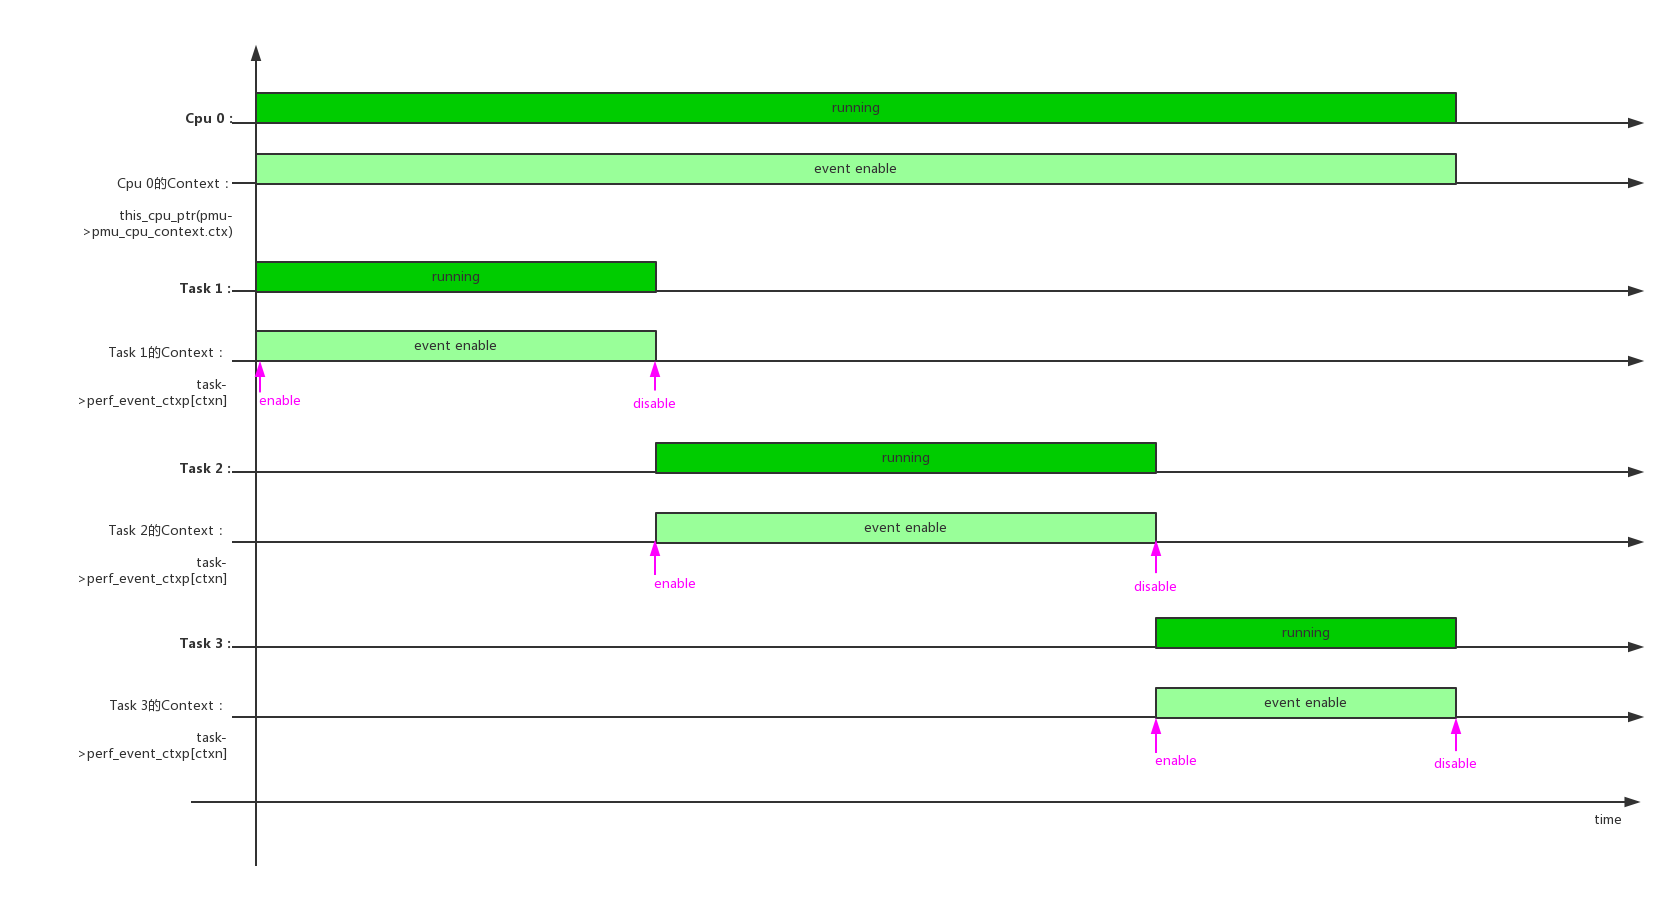 running
Cpu 0 :
event enable
Cpu 0的Context：
this_cpu_ptr(pmu-
>pmu_cpu_context.ctx)
running
Task 1 :
event enable
Task 1的Context：
task-
>perf_event_ctxp[ctxn]
enable
disable
running
Task 2 :
event enable
Task 2的Context：
task-
>perf_event_ctxp[ctxn]
enable
disable
running
Task 3 :
event enable
Task 3的Context：
task-
>perf_event_ctxp[ctxn]
enable
disable
time